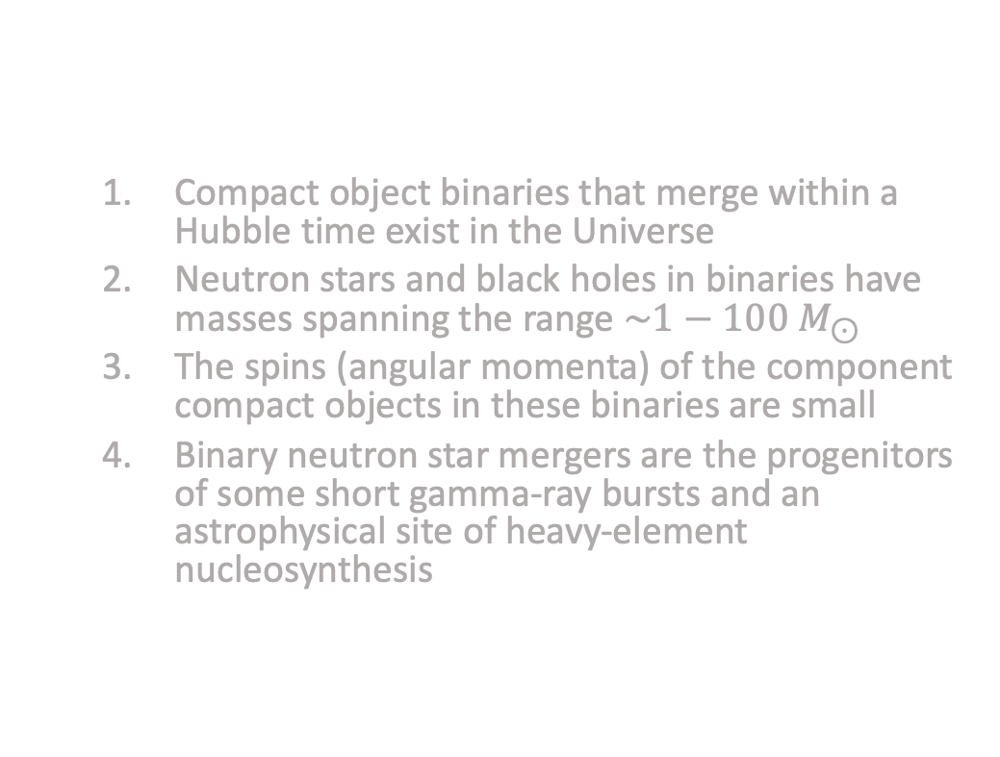 1. Compact object binaries that merge within a
Hubble time exist in the Universe
2. Neutron stars and black holes in binaries have
masses spanning the range ~1 − 100 M☉
3. The spins (angular momenta) of the component
compact objects in these binaries are small
4. Binary neutron star mergers are the progenitors
of some short gamma-ray bursts and an
astrophysical site of heavy-element
nucleosynthesis